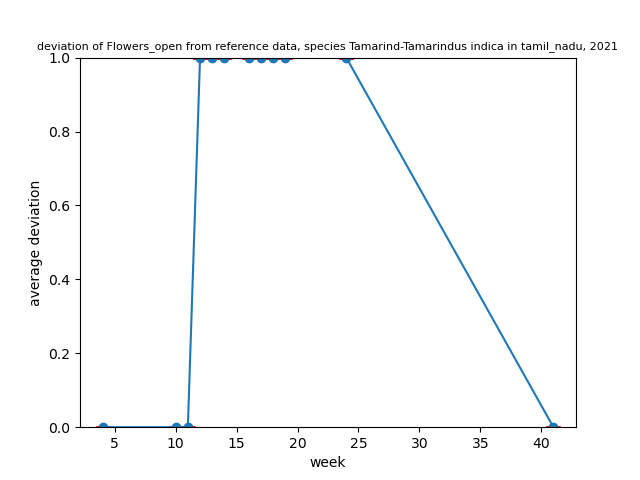 deviation of Flowers_open from reference data, species Tamarind-Tamarindus indica in tamil_nadu, 2021
1.0
0.8
0.6
0.4
0.2
0.0
average deviation
5 10 15 20 25 30 35 40
week